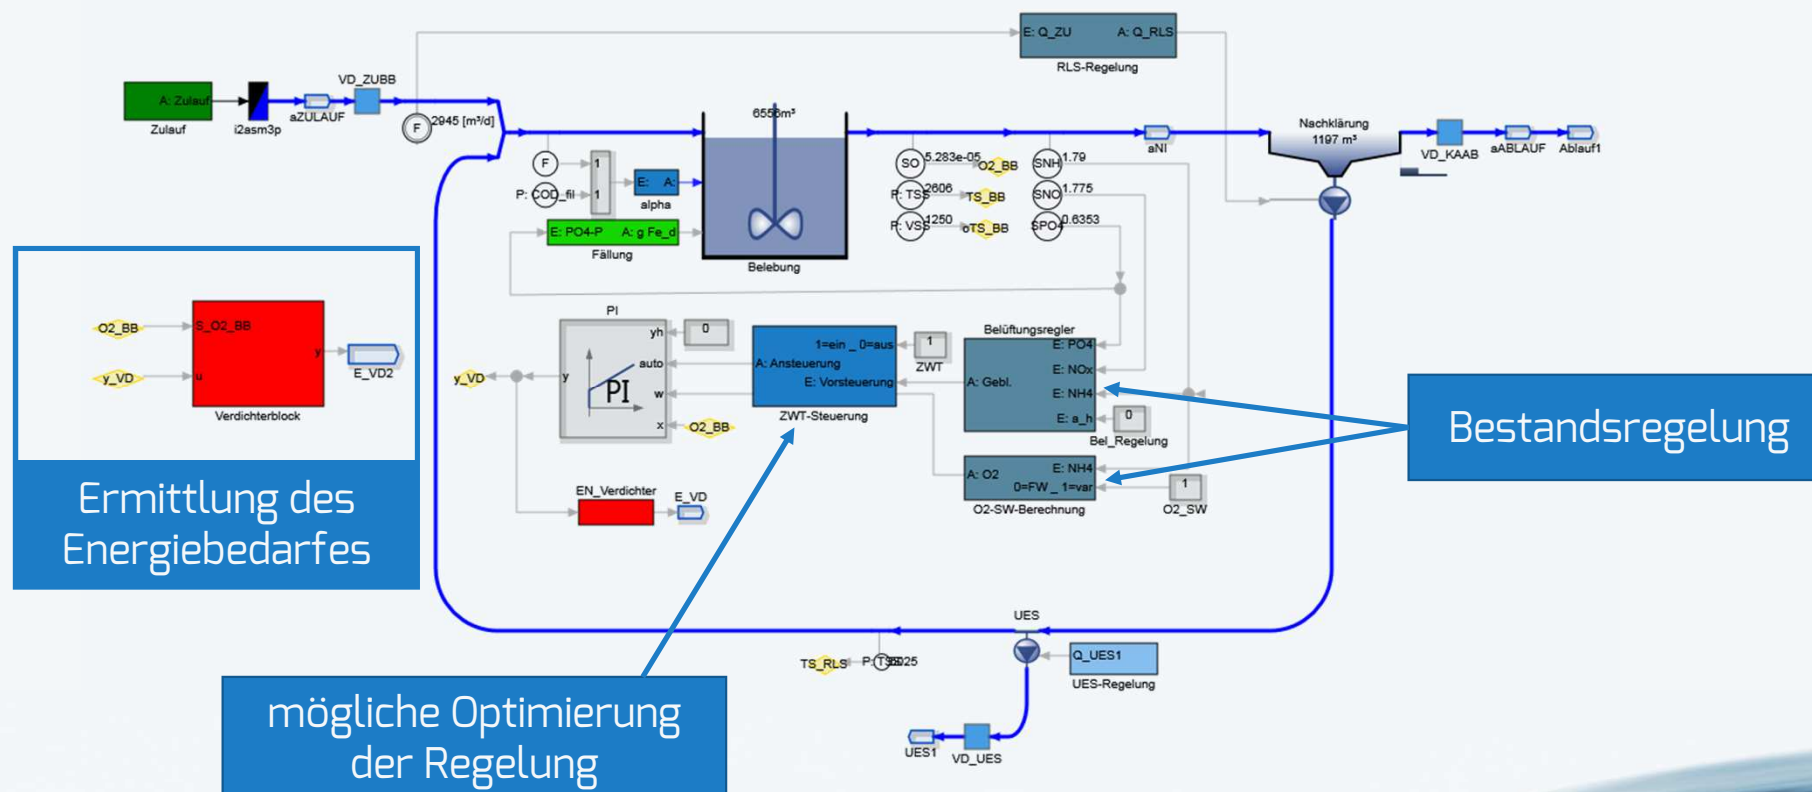 E: Q_ZU
A: Q_RLS
RLS-Regelung
A: Zulauf
Zulauf
i2asm3p
aZULAUF
VD_ZUBB
F
2945 [m³/d]
6556m³
Belebung
F
P: COD_fil
1
1
E: A:
alpha
E: PO4-P
A: g Fe_d
Fällung
SO
5.283e-05
O2_BB
P: TSS
2606
TS_BB
P: VSS
1250
oTS_BB
SNH
1.79
SNO
1.775
SPO4
0.6353
aNI
Nachklärung
1197 m³
VD_KAAB
aABLAUF
Ablauf1
O2_BB
y_VD
S_O2_BB
u
y
Verdichterblock
E_VD2
Ermittlung des
Energiebedarfes
PI
yh
auto
w
x
y
PI
0
y_VD
O2_BB
1=ein _ 0=aus
A: Ansteuerung
E: Vorsteuerung
ZWT-Steuerung
1
ZWT
Belüftungsregler
E: PO4
E: NOx
A: Gebl.
E: NH4
E: a_h
0
Bel_Regelung
E: NH4
A: O2
0=FW _ 1=var
O2-SW-Berechnung
1
O2_SW
Bestandsregelung
EN_Verdichter
E_VD
UES
TS_RLS
Q_UES1
UES-Regelung
UES1
VD_UES
mögliche Optimierung
der Regelung